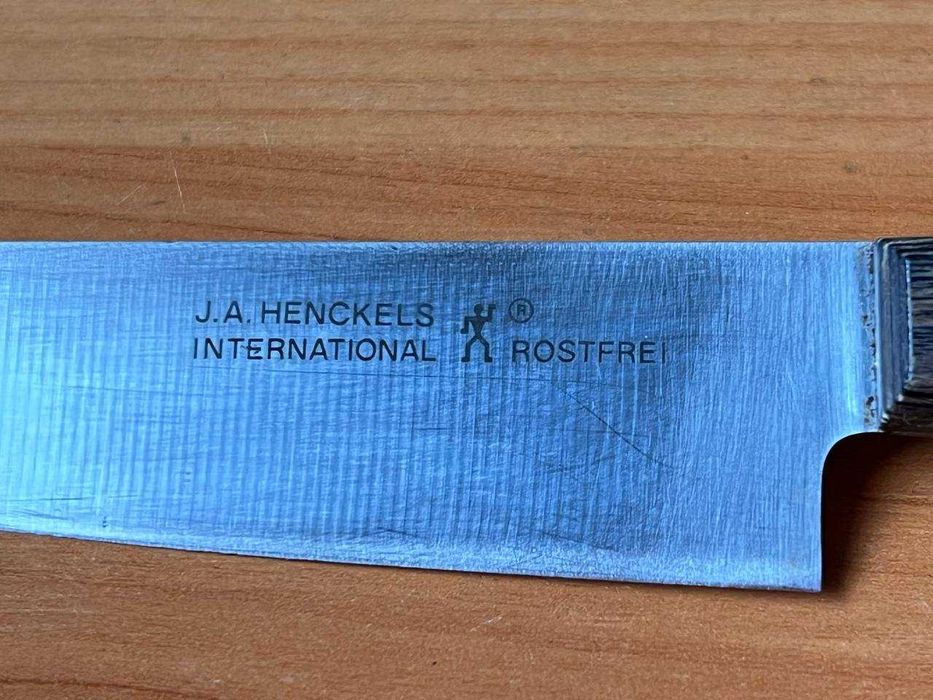 J.A. HENCKELS ®
INTERNATIONAL ROSTFREI